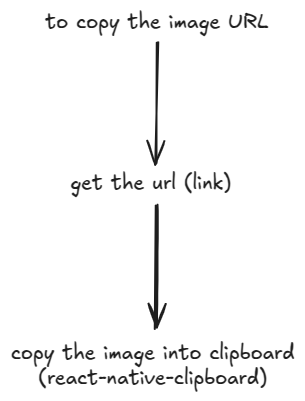 to copy the image URL
get the url (link)
copy the image into clipboard
(react-native-clipboard)